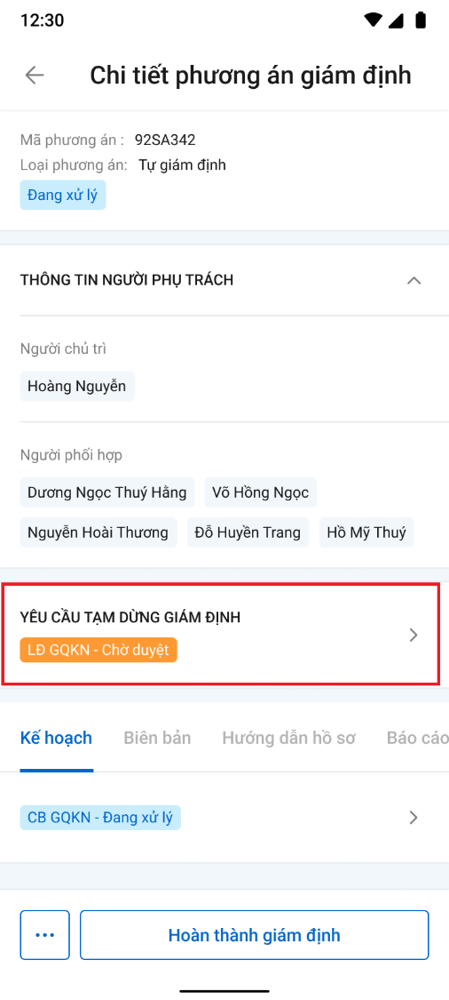 12:30
Chi tiết phương án giám định
Mã phương án : 92SA342
Loại phương án: Tự giám định
Đang xử lý
THÔNG TIN NGƯỜI PHỤ TRÁCH
Người chủ trì
Hoàng Nguyễn
Người phối hợp
Dương Ngọc Thuý Hằng Võ Hồng Ngọc
Nguyễn Hoài Thương Đỗ Huyền Trang Hồ Mỹ Thuý
YÊU CẦU TẠM DỪNG GIÁM ĐỊNH
LĐ GQKN - Chờ duyệt
Kế hoạch Biên bản Hướng dẫn hồ sơ Báo cáo
CB GQKN - Đang xử lý
Hoàn thành giám định